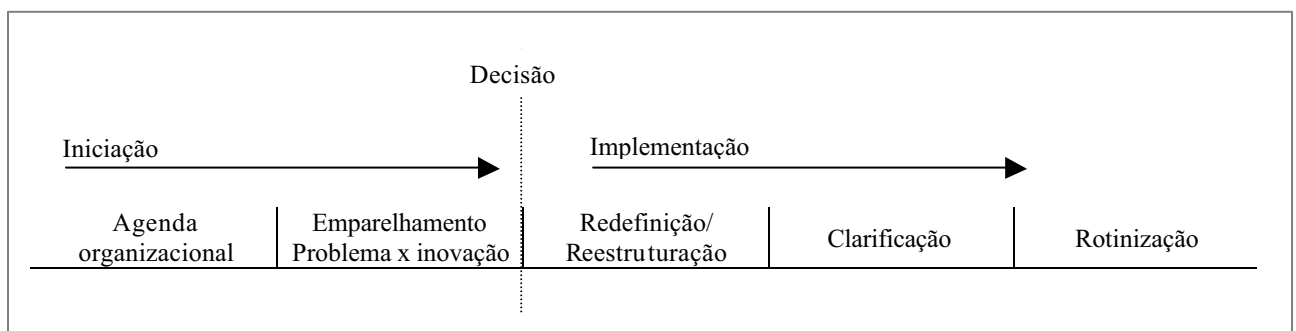 Decisão
Iniciação
Implementação
Agenda
organizacional
Emparelhamento
Problema x inovação
Redefinição/
Reestruturação
Clarificação
Rotinização